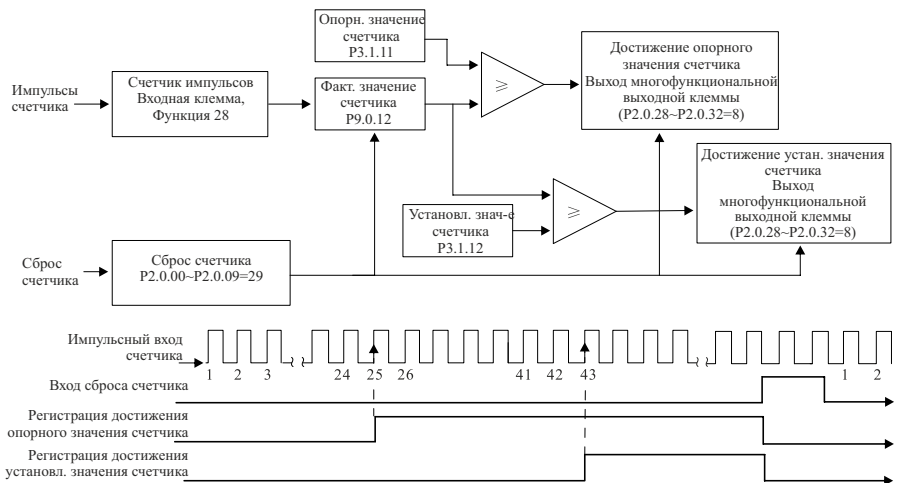 Опорн. значение
счетчика
P3.1.11
Достижение опорного
значения счетчика
Выход многофункциональной
выходной клеммы
(P2.0.28~P2.0.32=8)
Импульсы
счетчика
Счетчик импульсов
Входная клемма,
Функция 28
Факт. значение
счетчика
P9.0.12
≥
Достижение устан. значения
счетчика
Выход
многофункциональной
выходной клеммы
(P2.0.28~P2.0.32=8)
Установл. знач-е
счетчика
P3.1.12
≥
Сброс
счетчика
Сброс счетчика
P2.0.00~P2.0.09=29
Импульсный вход
счетчика
1 2 3 24 25 26 41 42 43 1 2
Вход сброса счетчика
Регистрация достижения
опорного значения счетчика
Регистрация достижения
установл. значения счетчика